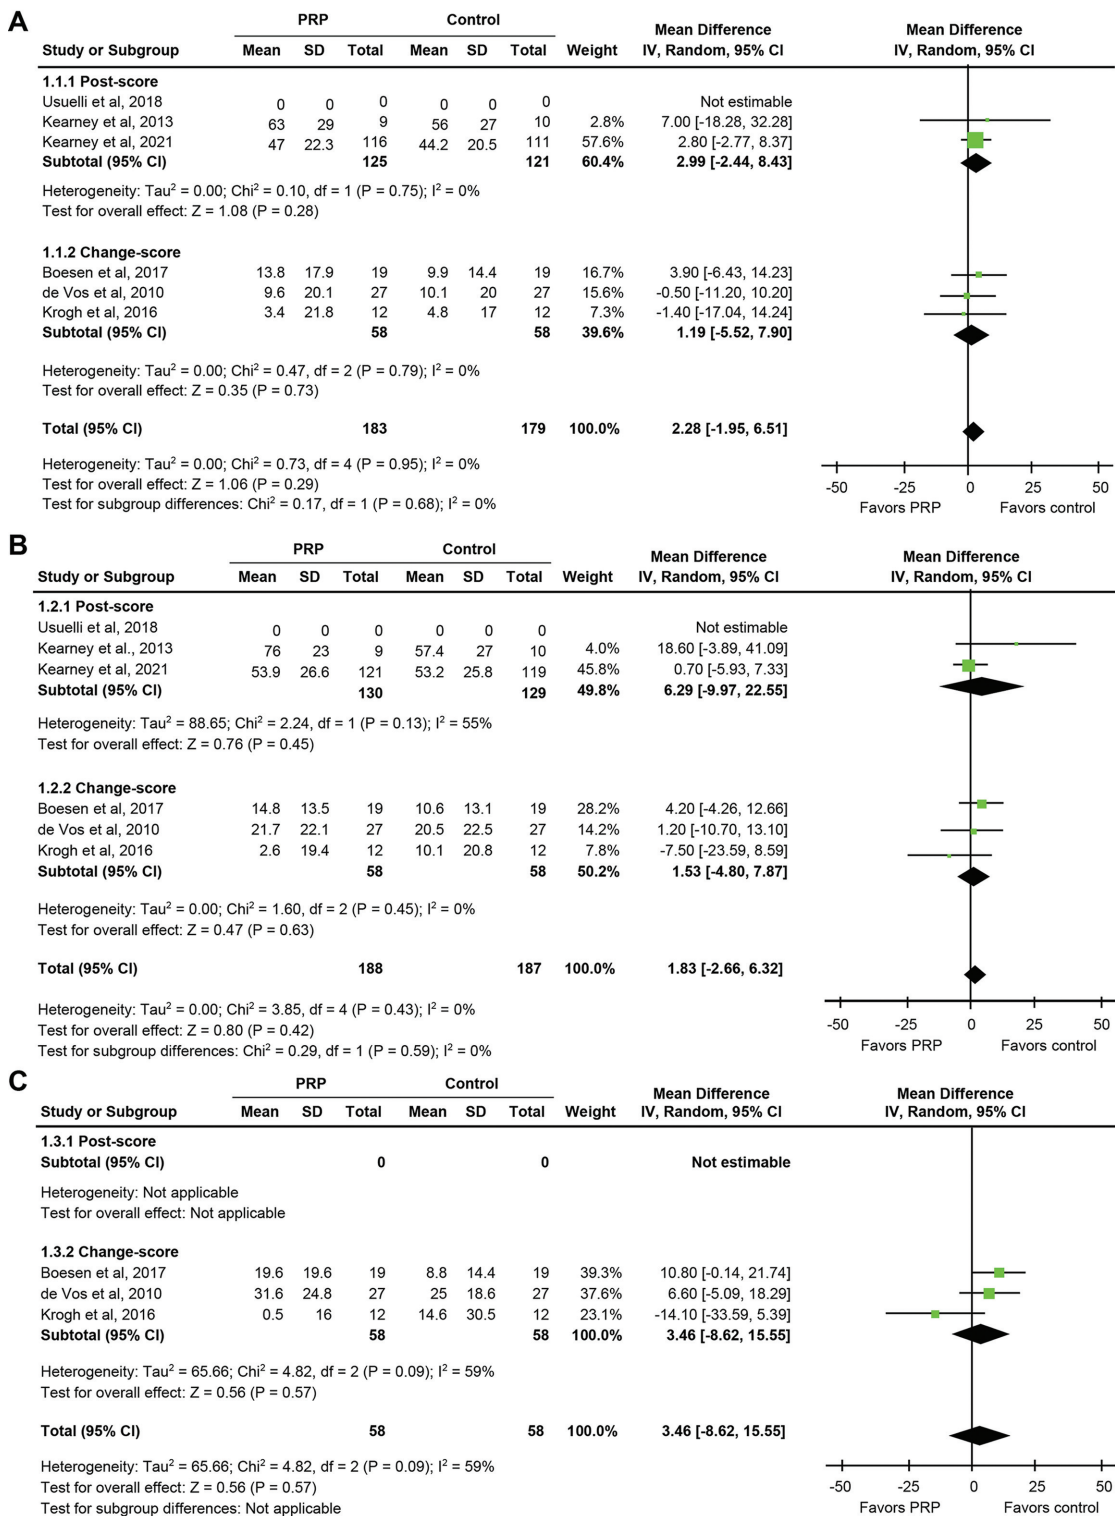 A
PRP Control Mean Difference Mean Difference
Study or Subgroup Mean SD Total Mean SD Total Weight IV, Random, 95% CI IV, Random, 95% CI
1.1.1 Post-score
Usuelli et al, 2018 0 0 0 0 0 0 Not estimable
Kearney et al, 2013 63 29 9 56 27 10 2.8% 7.00 [-18.28, 32.28]
Kearney et al, 2021 47 22.3 116 44.2 20.5 111 57.6% 2.80 [-2.77, 8.37]
Subtotal (95% CI) 125 121 60.4% 2.99 [-2.44, 8.43]
Heterogeneity: Tau² = 0.00; Chi² = 0.10, df = 1 (P = 0.75); I² = 0%
Test for overall effect: Z = 1.08 (P = 0.28)
1.1.2 Change-score
Boesen et al, 2017 13.8 17.9 19 9.9 14.4 19 16.7% 3.90 [-6.43, 14.23]
de Vos et al, 2010 9.6 20.1 27 10.1 20 27 15.6% -0.50 [-11.20, 10.20]
Krogh et al, 2016 3.4 21.8 12 4.8 17 12 7.3% -1.40 [-17.04, 14.24]
Subtotal (95% CI) 58 58 39.6% 1.19 [-5.52, 7.90]
Heterogeneity: Tau² = 0.00; Chi² = 0.47, df = 2 (P = 0.79); I² = 0%
Test for overall effect: Z = 0.35 (P = 0.73)
Total (95% CI) 183 179 100.0% 2.28 [-1.95, 6.51]
Heterogeneity: Tau² = 0.00; Chi² = 0.73, df = 4 (P = 0.95); I² = 0%
Test for overall effect: Z = 1.06 (P = 0.29)
Test for subgroup differences: Chi² = 0.17, df = 1 (P = 0.68); I² = 0%
-50 -25 0 25 50
Favors PRP Favors control
B
PRP Control Mean Difference Mean Difference
Study or Subgroup Mean SD Total Mean SD Total Weight IV, Random, 95% CI IV, Random, 95% CI
1.2.1 Post-score
Usuelli et al, 2018 0 0 0 0 0 0 Not estimable
Kearney et al., 2013 76 23 9 57.4 27 10 4.0% 18.60 [-3.89, 41.09]
Kearney et al, 2021 53.9 26.6 121 53.2 25.8 119 45.8% 0.70 [-5.93, 7.33]
Subtotal (95% CI) 130 129 49.8% 6.29 [-9.97, 22.55]
Heterogeneity: Tau² = 88.65; Chi² = 2.24, df = 1 (P = 0.13); I² = 55%
Test for overall effect: Z = 0.76 (P = 0.45)
1.2.2 Change-score
Boesen et al, 2017 14.8 13.5 19 10.6 13.1 19 28.2% 4.20 [-4.26, 12.66]
de Vos et al, 2010 21.7 22.1 27 20.5 22.5 27 14.2% 1.20 [-10.70, 13.10]
Krogh et al, 2016 2.6 19.4 12 10.1 20.8 12 7.8% -7.50 [-23.59, 8.59]
Subtotal (95% CI) 58 58 50.2% 1.53 [-4.80, 7.87]
Heterogeneity: Tau² = 0.00; Chi² = 1.60, df = 2 (P = 0.45); I² = 0%
Test for overall effect: Z = 0.47 (P = 0.63)
Total (95% CI) 188 187 100.0% 1.83 [-2.66, 6.32]
Heterogeneity: Tau² = 0.00; Chi² = 3.85, df = 4 (P = 0.43); I² = 0%
Test for overall effect: Z = 0.80 (P = 0.42)
Test for subgroup differences: Chi² = 0.29, df = 1 (P = 0.59); I² = 0%
-50 -25 0 25 50
Favors PRP Favors control
C
PRP Control Mean Difference Mean Difference
Study or Subgroup Mean SD Total Mean SD Total Weight IV, Random, 95% CI IV, Random, 95% CI
1.3.1 Post-score
Subtotal (95% CI) 0 0 Not estimable
Heterogeneity: Not applicable
Test for overall effect: Not applicable
1.3.2 Change-score
Boesen et al, 2017 19.6 19.6 19 8.8 14.4 19 39.3% 10.80 [-0.14, 21.74]
de Vos et al, 2010 31.6 24.8 27 25 18.6 27 37.6% 6.60 [-5.09, 18.29]
Krogh et al, 2016 0.5 16 12 14.6 30.5 12 23.1% -14.10 [-33.59, 5.39]
Subtotal (95% CI) 58 58 100.0% 3.46 [-8.62, 15.55]
Heterogeneity: Tau² = 65.66; Chi² = 4.82, df = 2 (P = 0.09); I² = 59%
Test for overall effect: Z = 0.56 (P = 0.57)
Total (95% CI) 58 58 100.0% 3.46 [-8.62, 15.55]
Heterogeneity: Tau² = 65.66; Chi² = 4.82, df = 2 (P = 0.09); I² = 59%
Test for overall effect: Z = 0.56 (P = 0.57)
Test for subgroup differences: Not applicable
-50 -25 0 25 50
Favors PRP Favors control